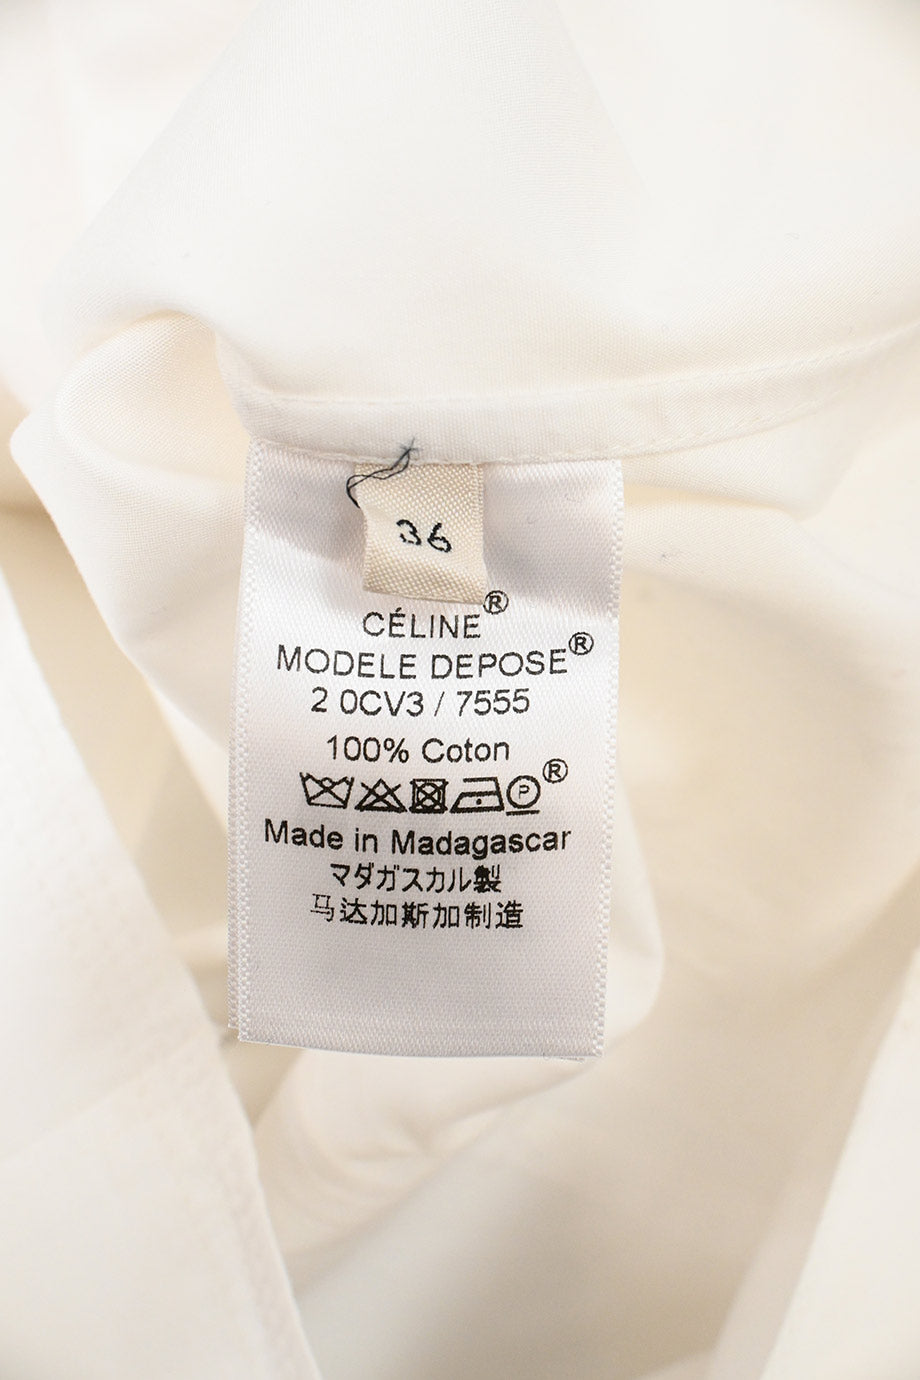 36
CÉLINE®
MODELE DEPOSE®
2 0CV3 / 7555
100% Coton
P ®
Made in Madagascar
マダガスカル製
马达加斯加制造